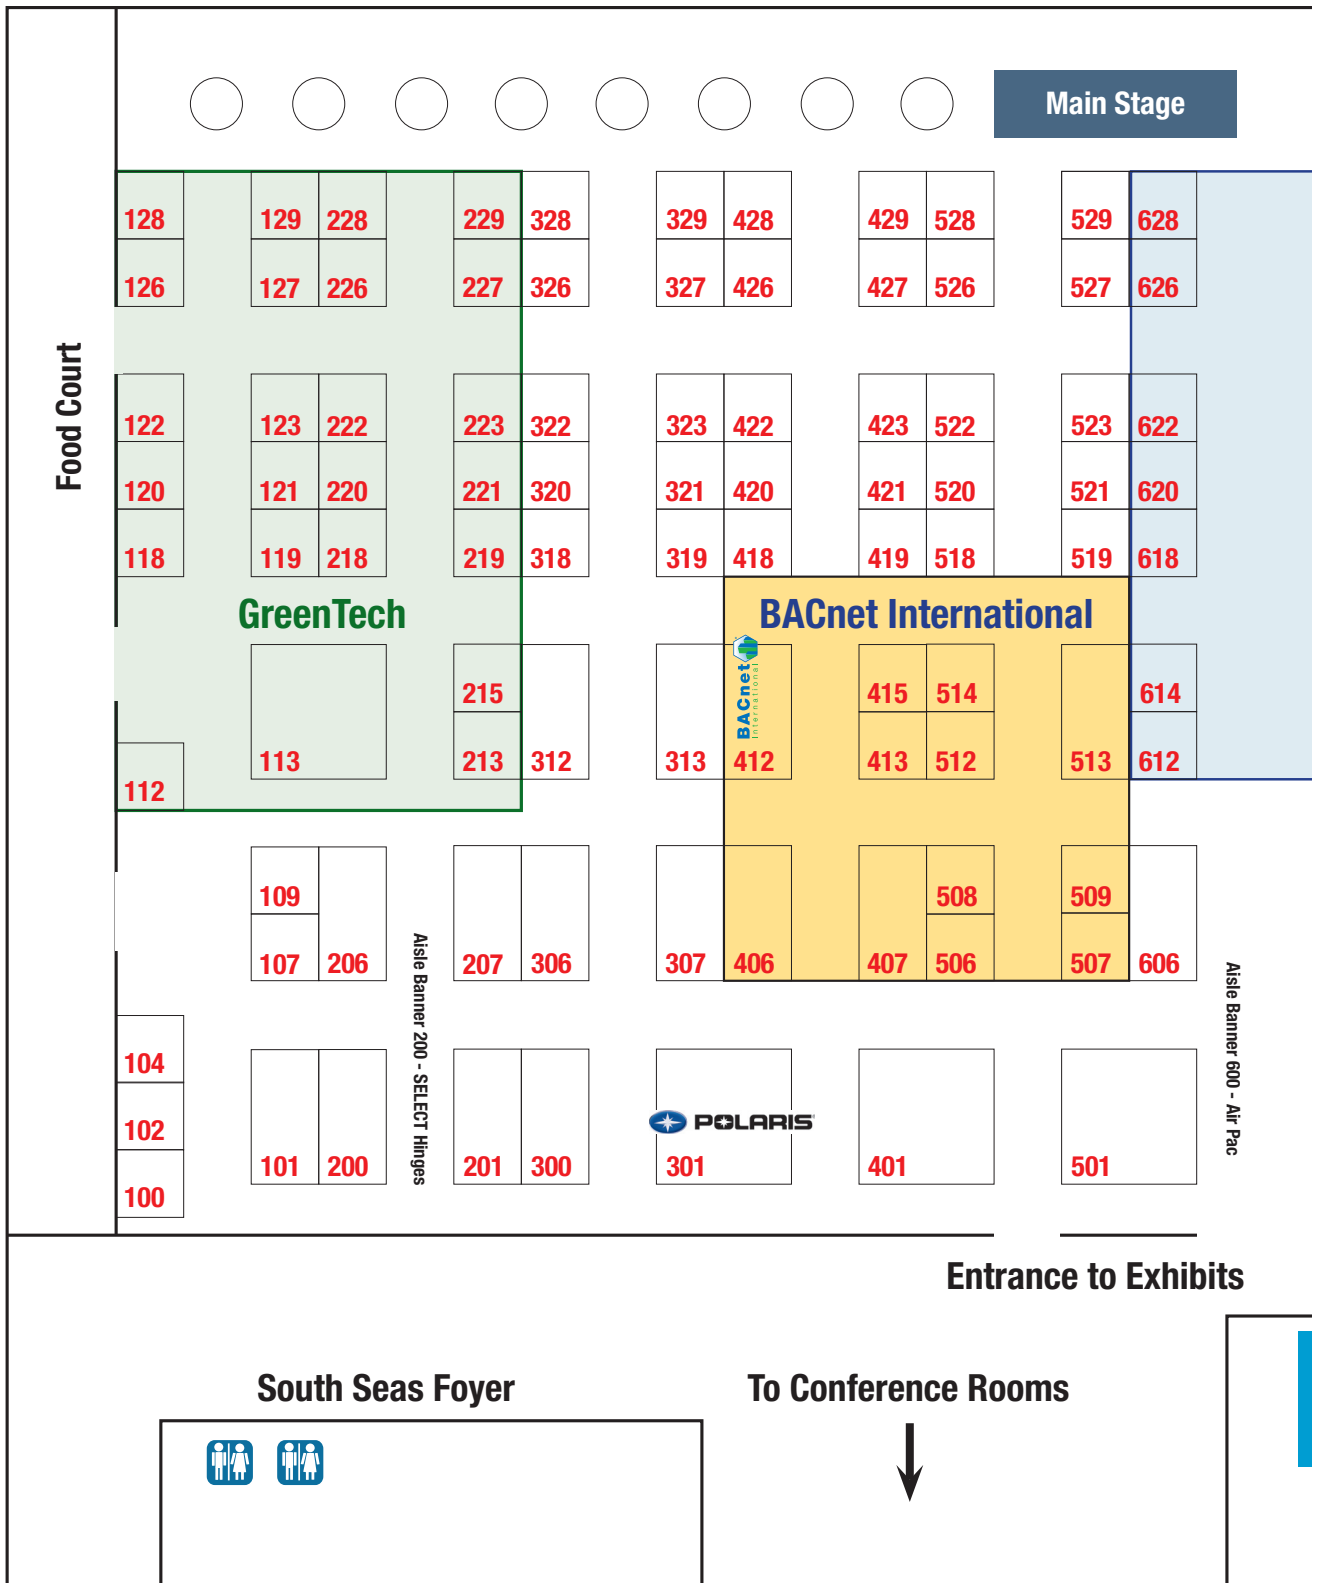 Main Stage
128 129 228 229 328 329 428 429 528 529 628
126 127 226 227 326 327 426 427 526 527 626
Food Court
122 123 222 223 322 323 422 423 522 523 622
120 121 220 221 320 321 420 421 520 521 620
118 119 218 219 318 319 418 419 518 519 618
GreenTech
BACnet International
BACnet
International
215 415 514 614
113 213 312 313 412 413 512 513 612
112
109 508 509
107 206 207 306 307 406 407 506 507 606
Aisle Banner 200 - SELECT Hinges
Aisle Banner 600 - Air Pac
104
102
POLARIS
101 200 201 300 301 401 501
100
Entrance to Exhibits
South Seas Foyer
To Conference Rooms